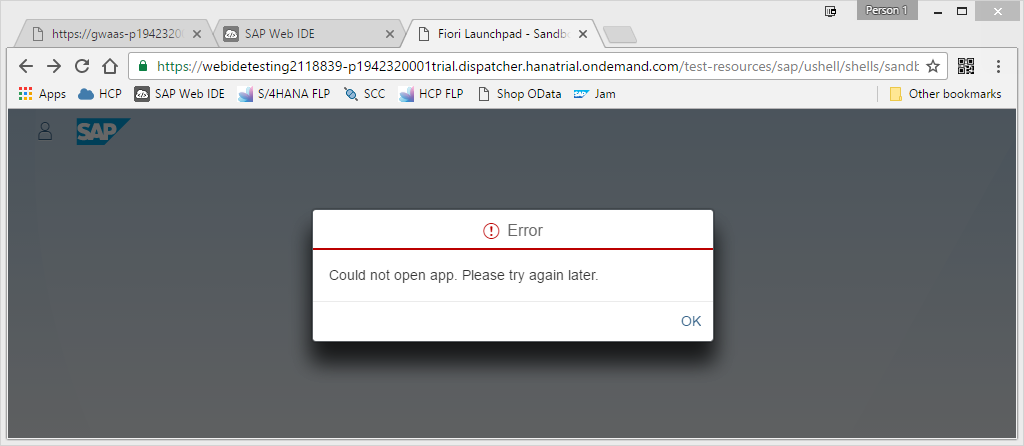 Person 1
https://gwaas-p19423201
SAP Web IDE
Fiori Launchpad - Sandb
https://webidetesting2118839-p1942320001trial.dispatcher.hanatrial.ondemand.com/test-resources/sap/ushell/shells/sandb
Apps HCP SAP Web IDE S/4HANA FLP SCC HCP FLP Shop OData Jam Other bookmarks
SAP
Error
Could not open app. Please try again later.
OK